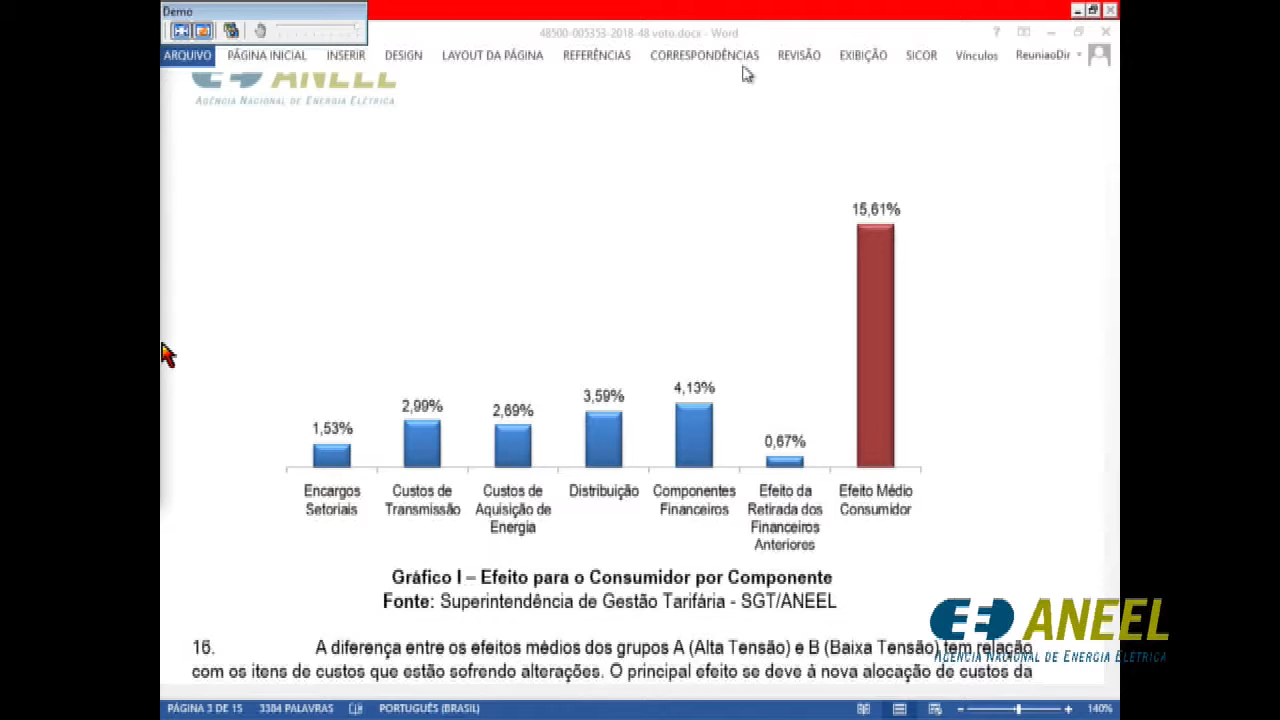 Demo
48500-005353-2018-48 voto.docx - Word
ARQUIVO PÁGINA INICIAL INSERIR DESIGN LAYOUT DA PÁGINA REFERÊNCIAS CORRESPONDÊNCIAS REVISÃO EXIBIÇÃO SICOR Vínculos ReuniaoDir
ANEEL
AGÊNCIA NACIONAL DE ENERGIA ELÉTRICA
15,61%
4,13%
3,59%
2,99%
2,69%
1,53%
0,67%
Encargos Setoriais
Custos de Transmissão
Custos de Aquisição de Energia
Distribuição
Componentes Financeiros
Efeito da Retirada dos Financeiros Anteriores
Efeito Médio Consumidor
Gráfico I – Efeito para o Consumidor por Componente
Fonte: Superintendência de Gestão Tarifária - SGT/ANEEL
16. A diferença entre os efeitos médios dos grupos A (Alta Tensão) e B (Baixa Tensão) tem relação
com os itens de custos que estão sofrendo alterações. O principal efeito se deve à nova alocação de custos da
ANEEL
AGÊNCIA NACIONAL DE ENERGIA ELÉTRICA
PÁGINA 3 DE 15 3384 PALAVRAS PORTUGUÊS (BRASIL) 140%